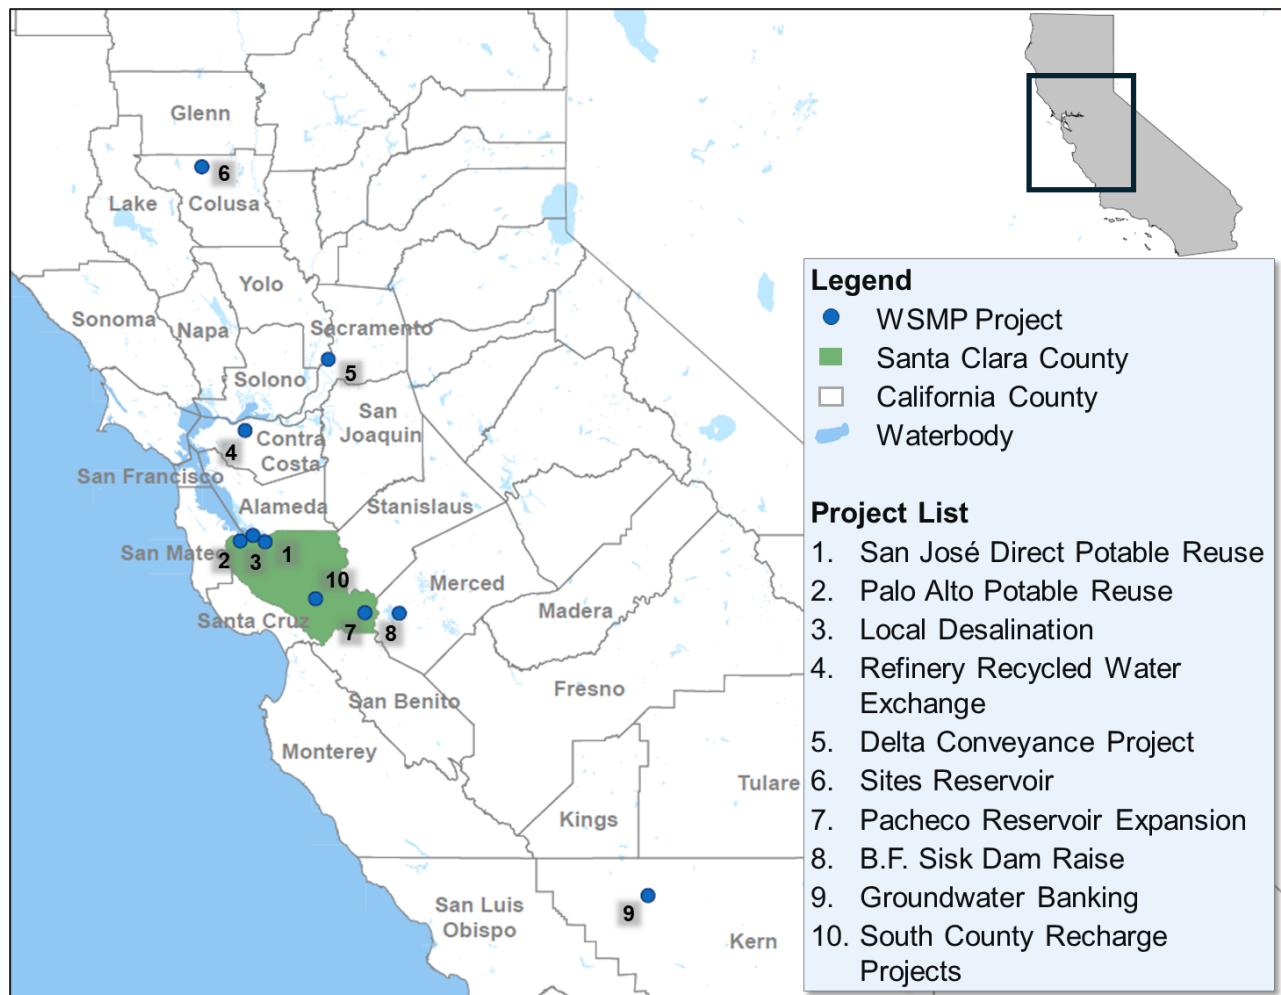 Glenn
6
Lake
Colusa
Yolo
Sonoma
Napa
Sacramento
5
Solono
San
Joaquin
Contra
Costa
4
San Francisco
Alameda
Stanislaus
San Mateo
2
3
1
10
Merced
Madera
Santa Cruz
7
8
Fresno
San Benito
Monterey
Tulare
Kings
San Luis
Obispo
9
Kern
Legend
WSMP Project
Santa Clara County
California County
Waterbody
Project List
1. San José Direct Potable Reuse
2. Palo Alto Potable Reuse
3. Local Desalination
4. Refinery Recycled Water
Exchange
5. Delta Conveyance Project
6. Sites Reservoir
7. Pacheco Reservoir Expansion
8. B.F. Sisk Dam Raise
9. Groundwater Banking
10. South County Recharge
Projects